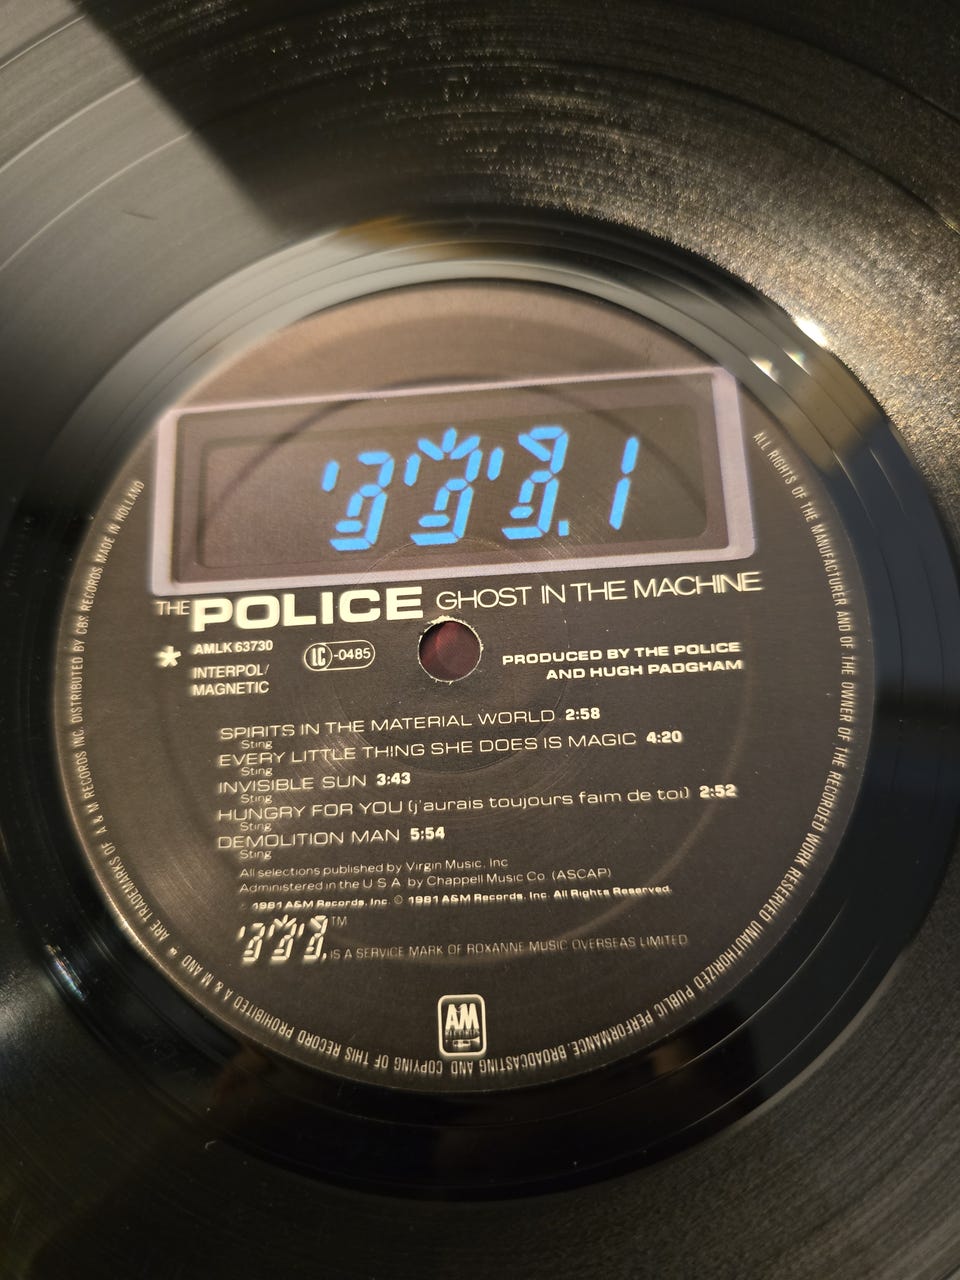 .1
THE POLICE GHOST IN THE MACHINE
* AMLK 63730
LC-0485
INTERPOL/
MAGNETIC
PRODUCED BY THE POLICE
AND HUGH PADGHAM
SPIRITS IN THE MATERIAL WORLD 2:58
Sting
EVERY LITTLE THING SHE DOES IS MAGIC 4:20
Sting
INVISIBLE SUN 3:43
Sting
HUNGRY FOR YOU (j'aurais toujours faim de toi) 2:52
Sting
DEMOLITION MAN 5:54
Sting
All selections published by Virgin Music, Inc
Administered in the U S A by Chappell Music Co. (ASCAP)
1981 A&M Records, Inc. © 1981 A&M Records, Inc. All Rights Reserved.
TM IS A SERVICE MARK OF ROXANNE MUSIC OVERSEAS LIMITED
AM
RECORDS
ALL RIGHTS OF THE MANUFACTURER AND OF THE OWNER OF THE RECORDED WORK RESERVED UNAUTHORIZED PUBLIC PERFORMANCE, BROADCASTING AND COPYING OF THIS RECORD PROHIBITED A & M AND * ARE TRADEMARKS OF A & M RECORDS INC DISTRIBUTED BY CBS RECORDS MADE IN HOLLAND